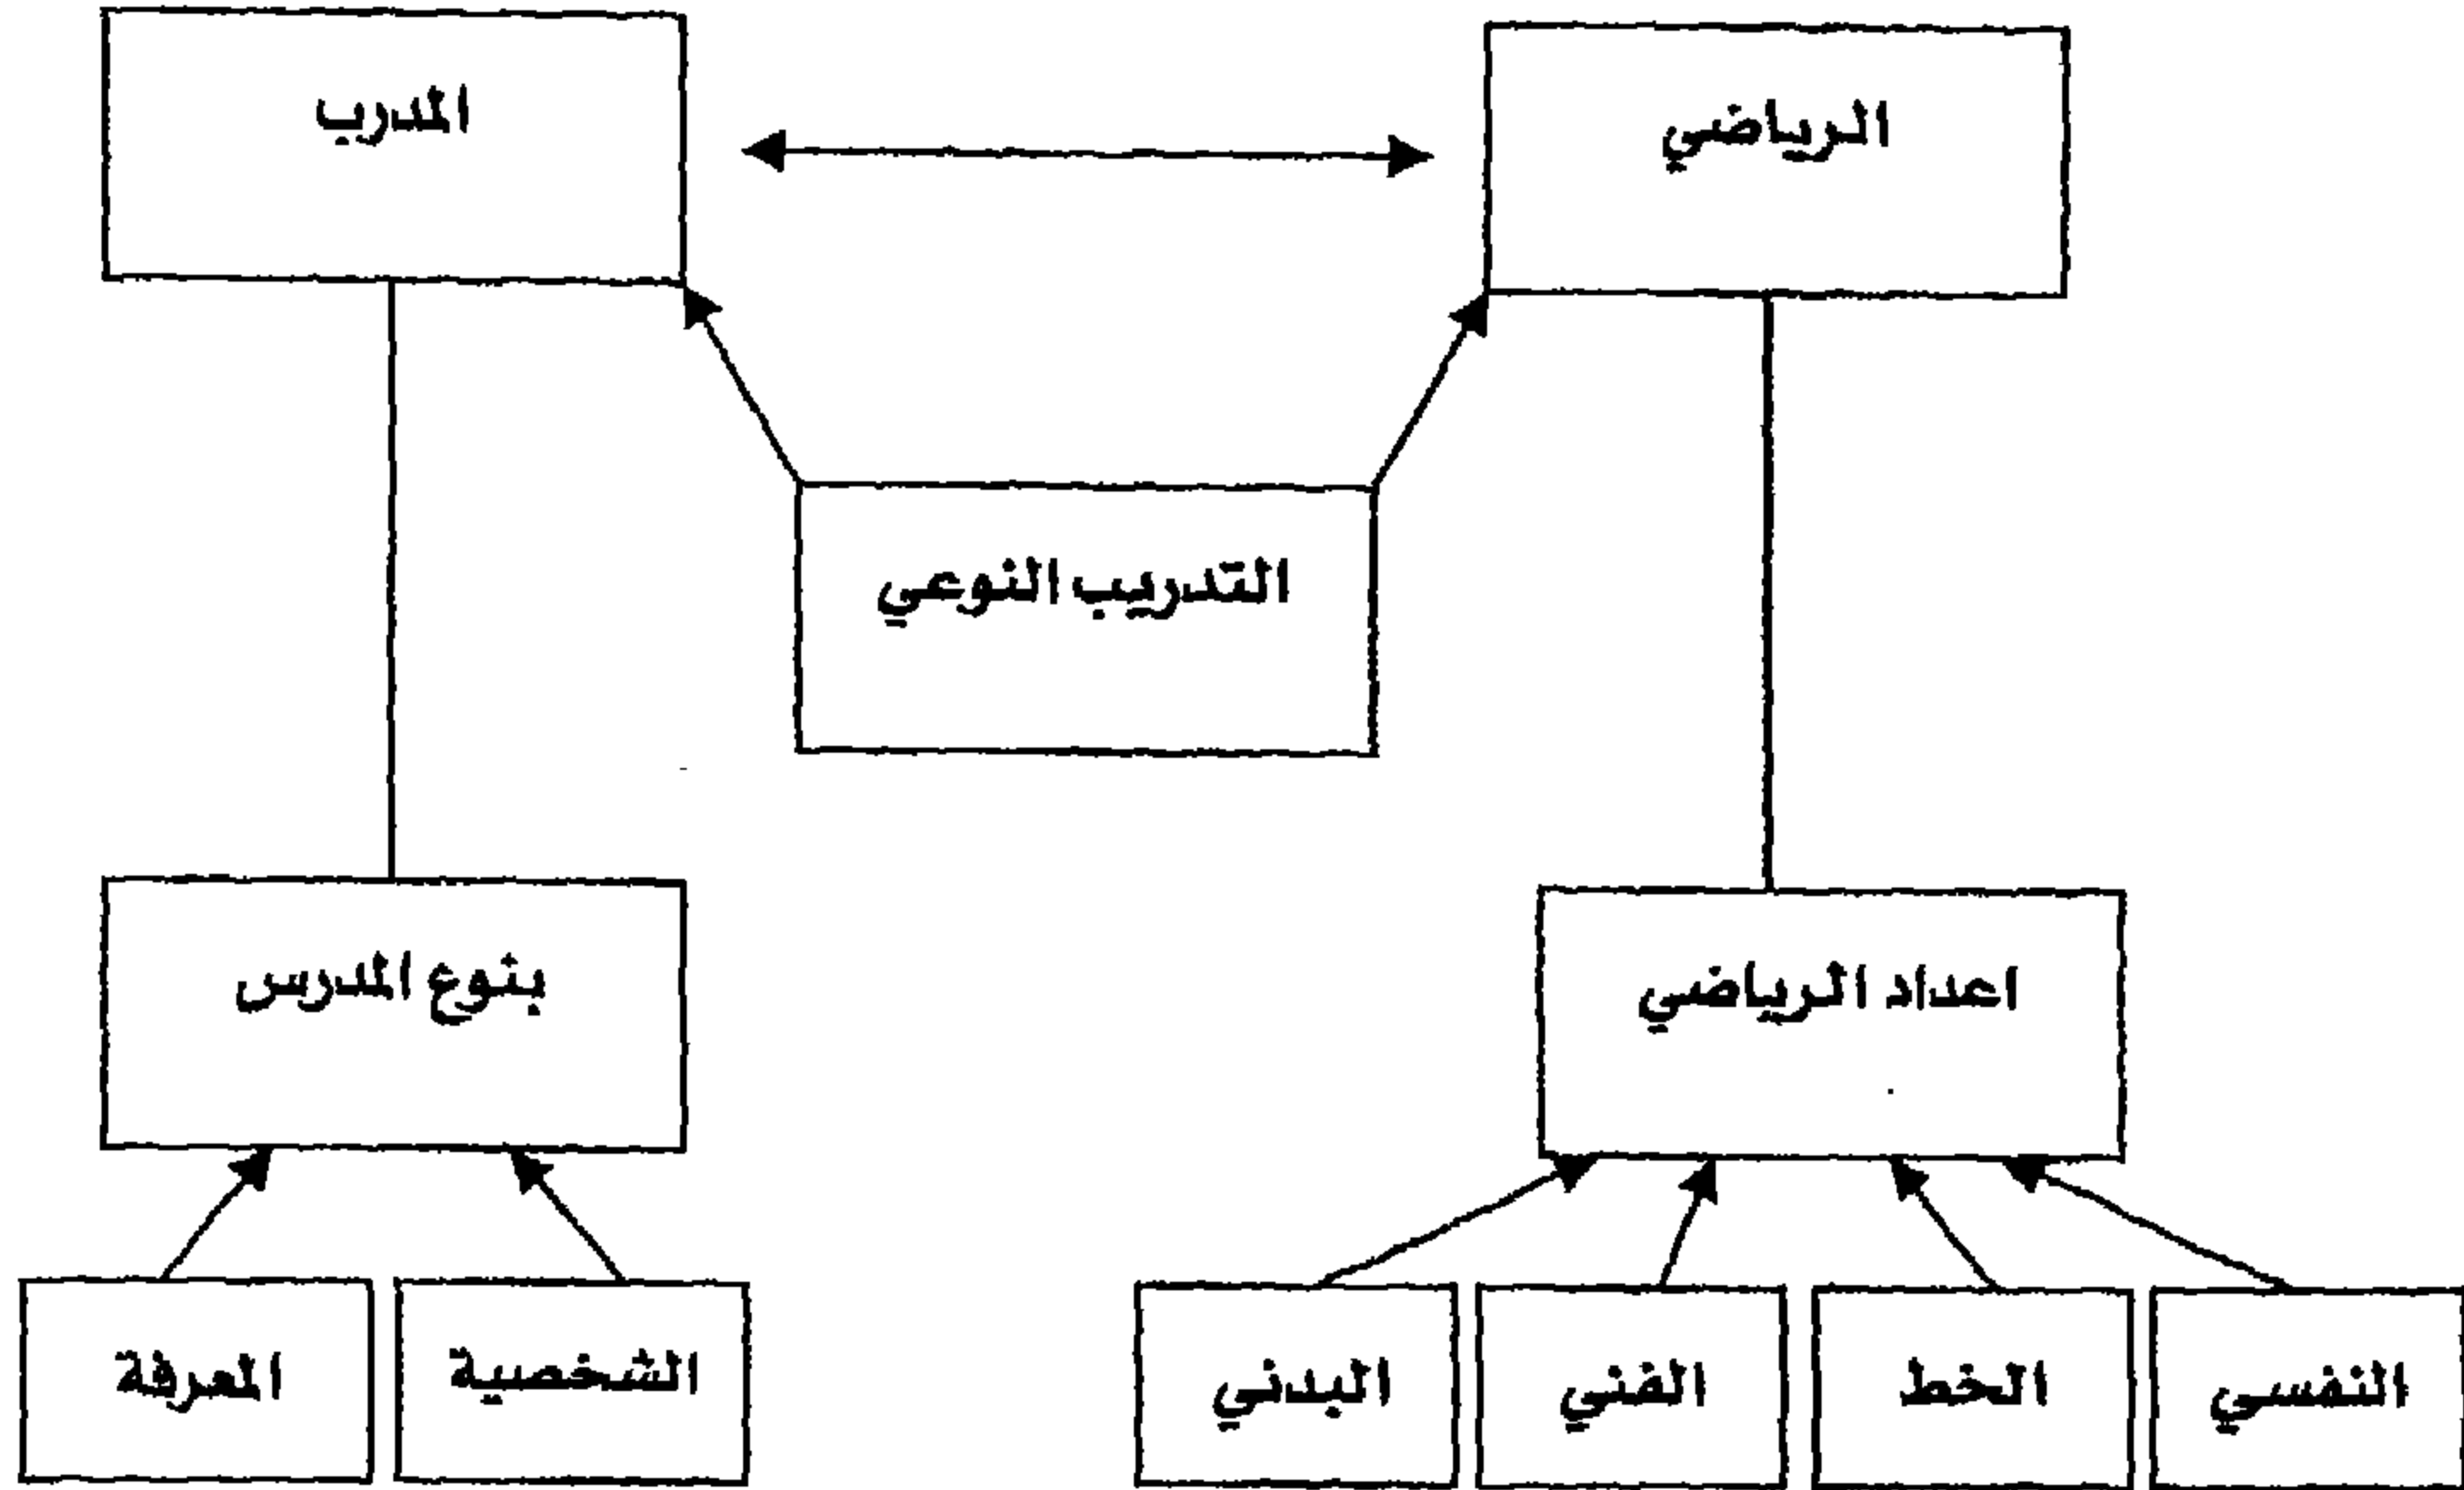 الرياضي
المدرب
التدريب النوعي
اعداد الرياضي
بنوع المدرس
النفسي
الخط
الفني
البدني
الشخصية
المعرفة